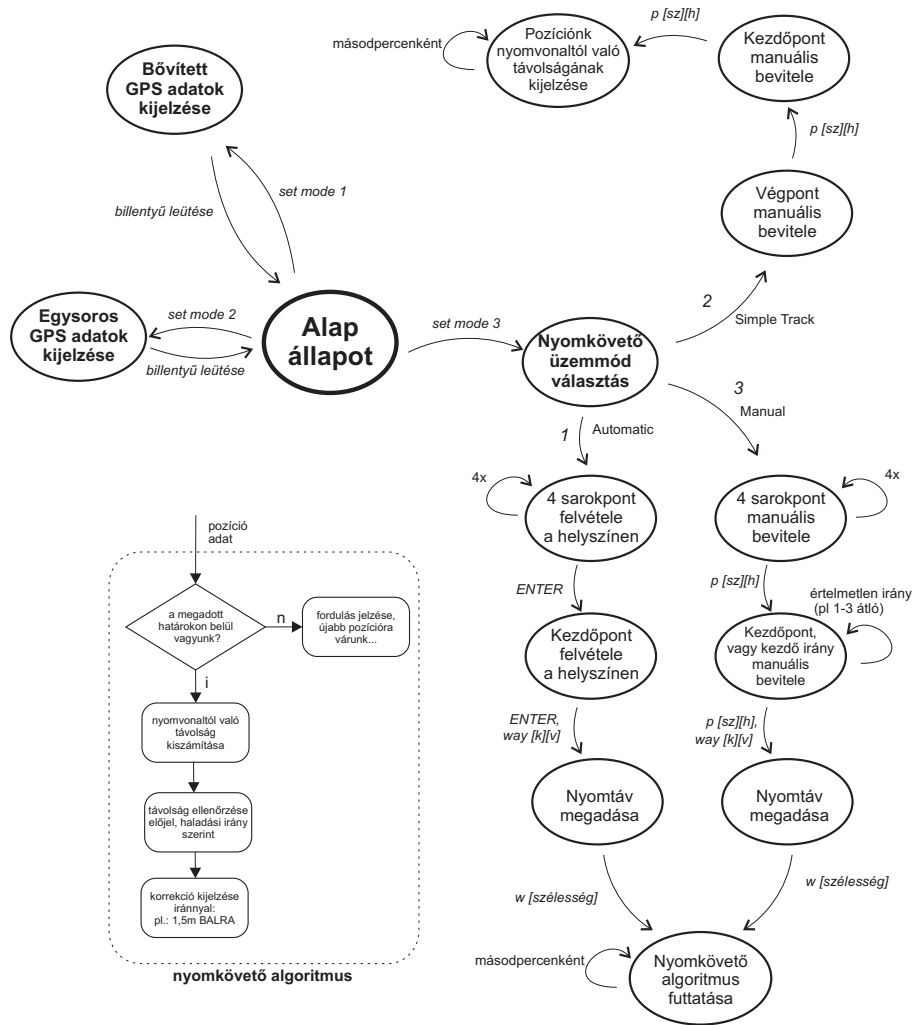 p [sz][h]
Pozíciónk
nyomvonaltól való
távolságának
kijelzése
másodpercenként
Kezdőpont
manuális
bevitele
Bővített
GPS adatok
kijelzése
p [sz][h]
set mode 1
billentyű leütése
Végpont
manuális
bevitele
Egysoros
GPS adatok
kijelzése
set mode 2
billentyű leütése
Alap
állapot
set mode 3
Nyomkövető
üzemmód
választás
2
Simple Track
3
Manual
1
Automatic
4x
4 sarokpont
felvétele
a helyszínen
4x
4 sarokpont
manuális
bevitele
ENTER
p [sz][h]
értelmetlen irány
(pl 1-3 átló)
Kezdőpont
felvétele
a helyszínen
Kezdőpont,
vagy kezdő irány
manuális
bevitele
ENTER,
way [k][v]
p [sz][h],
way [k][v]
Nyomtáv
megadása
Nyomtáv
megadása
w [szélesség]
w [szélesség]
másodpercenként
Nyomkövető
algoritmus
futtatása
pozíció
adat
a megadott
határokon belül
vagyunk?
n
fordulás jelzése,
újabb pozícióra
várunk...
i
nyomvonaltól való
távolság
kiszámítása
távolság ellenőrzése
előjel, haladási irány
szerint
korrekció kijelzése
iránnyal:
pl.: 1,5m BALRA
nyomkövető algoritmus